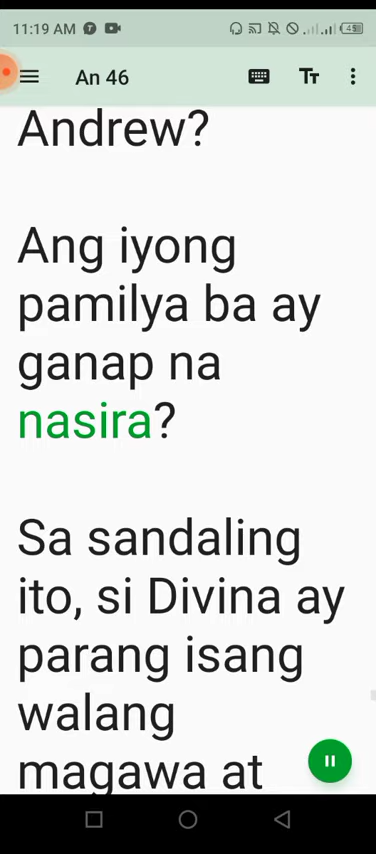 11:19 AM
An 46
Andrew?
Ang iyong
pamilya ba ay
ganap na
nasira?
Sa sandaling
ito, si Divina ay
parang isang
walang
magawa at